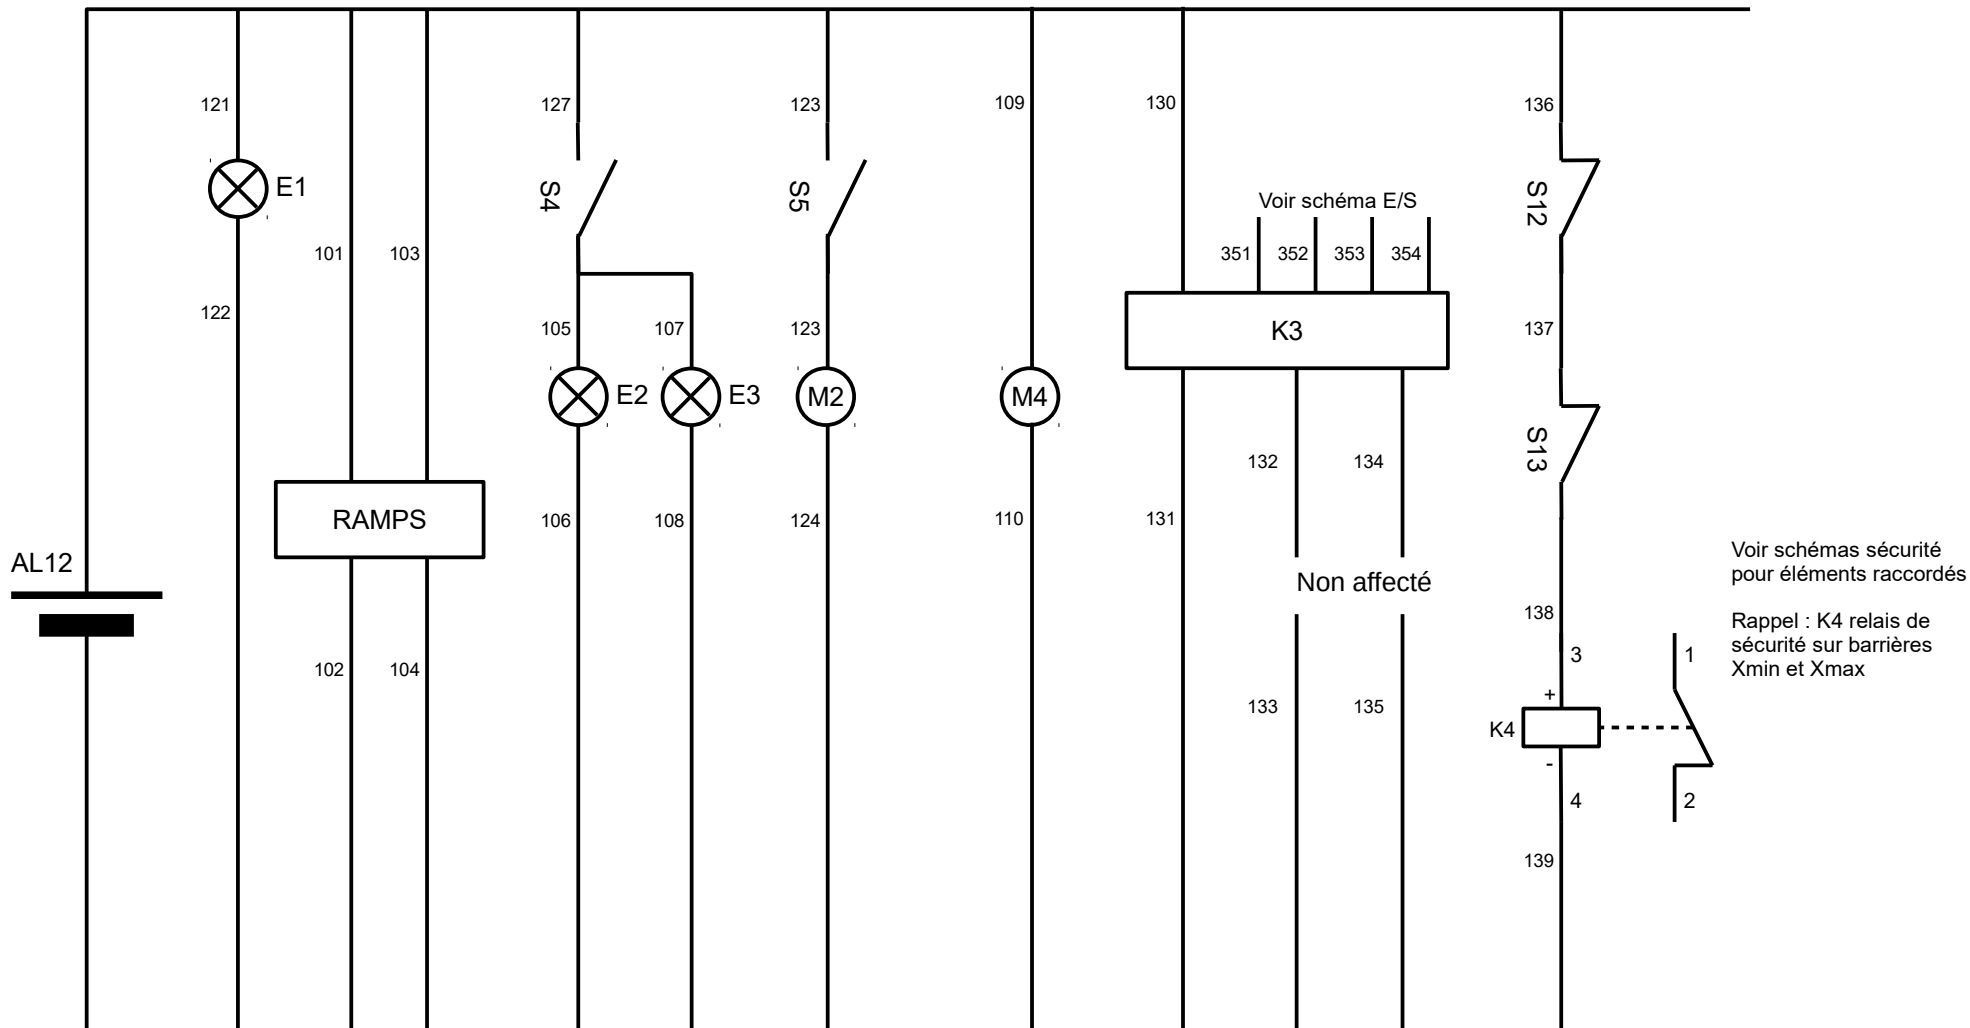 121
127
123
109
130
136
E1
S4
S5
S12
Voir schéma E/S
101
103
351
352
353
354
122
105
107
123
K3
137
E2
E3
M2
M4
132
134
S13
RAMPS
106
108
124
110
131
AL12
Non affecté
Voir schémas sécurité
pour éléments raccordés
138
Rappel : K4 relais de
sécurité sur barrières
Xmin et Xmax
3
1
102
104
+
133
135
K4
-
4
2
139